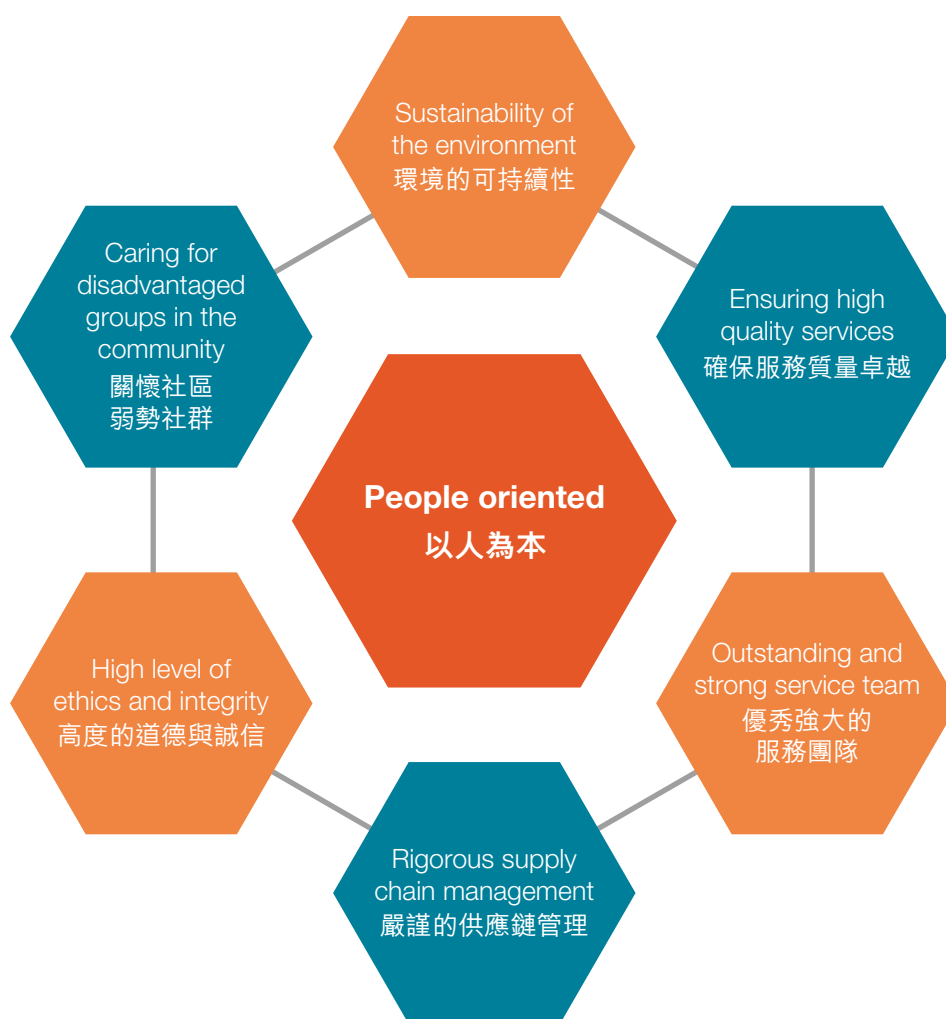 Sustainability of
the environment
環境的可持續性
Caring for
disadvantaged
groups in the
community
關懷社區
弱勢社群
Ensuring high
quality services
確保服務質量卓越
People oriented
以人為本
High level of
ethics and integrity
高度的道德與誠信
Outstanding and
strong service team
優秀強大的
服務團隊
Rigorous supply
chain management
嚴謹的供應鏈管理